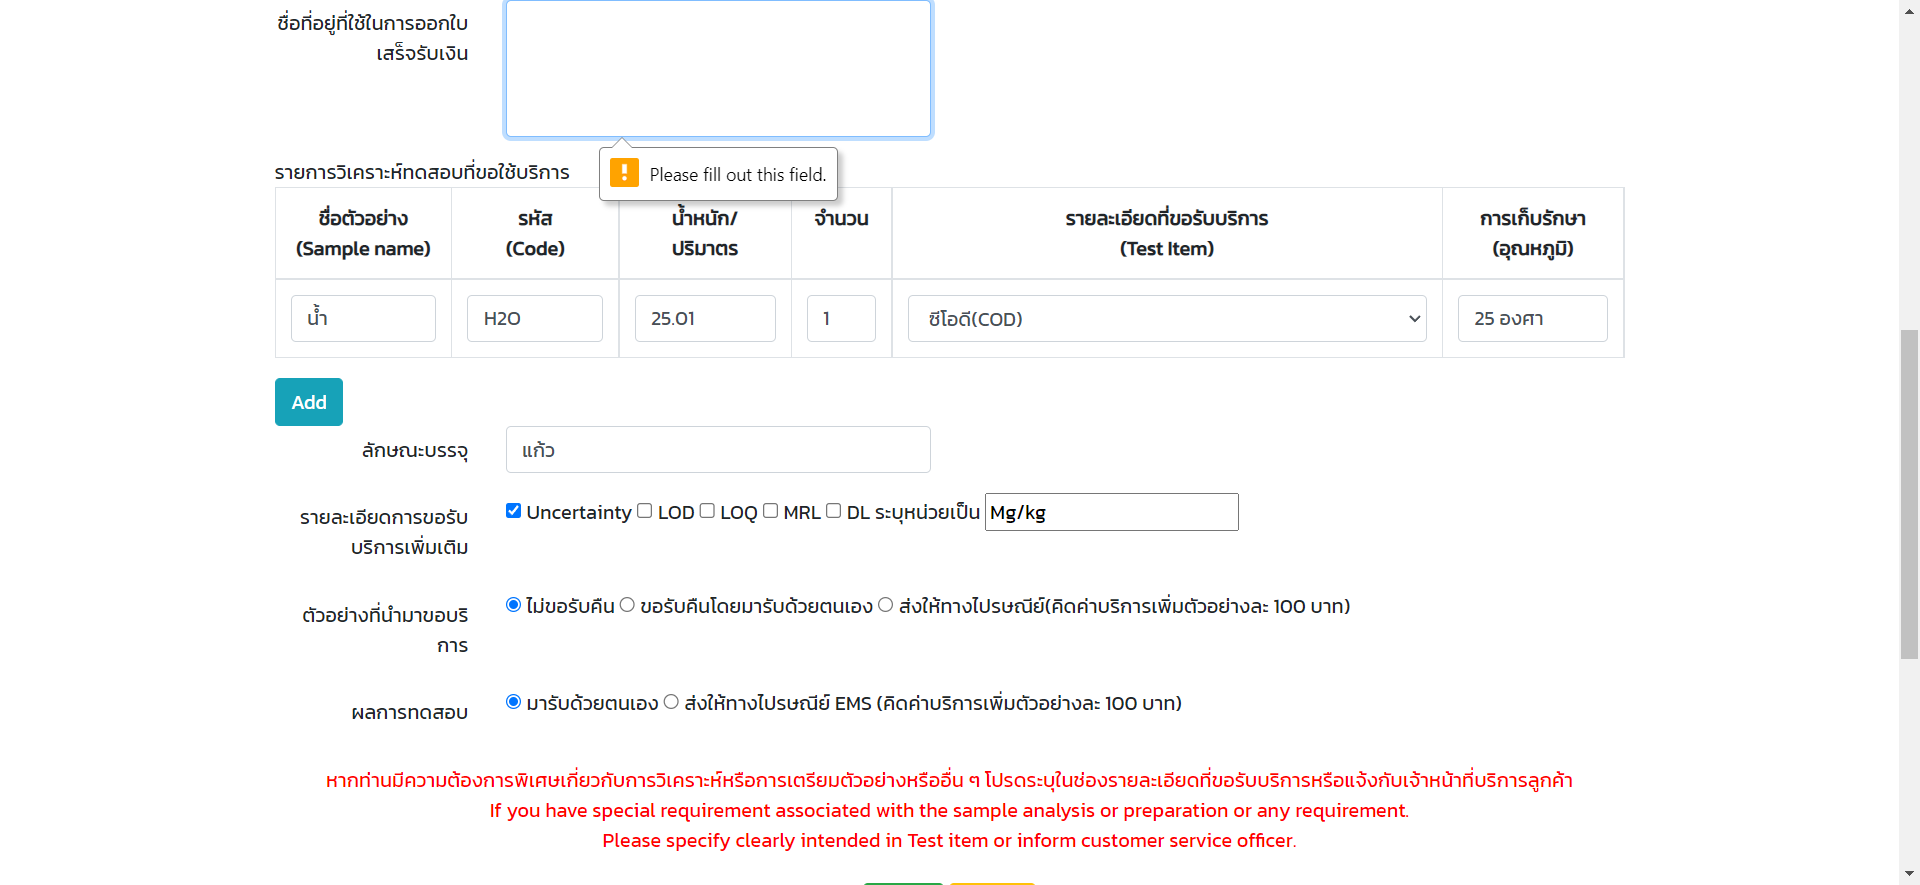 ชื่อที่อยู่ที่ใช้ในการออกใบ
เสร็จรับเงิน
Please fill out this field.
รายการวิเคราะห์ทดสอบที่ขอใช้บริการ
ชื่อตัวอย่าง
(Sample name)
รหัส
(Code)
น้ำหนัก/
ปริมาตร
จำนวน
รายละเอียดที่ขอรับบริการ
(Test Item)
การเก็บรักษา
(อุณหภูมิ)
น้ำ
H2O
25.01
1
ซีโอดี(COD)
25 องศา
Add
ลักษณะบรรจุ
แก้ว
รายละเอียดการขอรับ
บริการเพิ่มเติม
Uncertainty LOD LOQ MRL DL ระบุหน่วยเป็น Mg/kg
ตัวอย่างที่นำมาขอบริ
การ
ไม่ขอรับคืน ขอรับคืนโดยมารับด้วยตนเอง ส่งให้ทางไปรษณีย์(คิดค่าบริการเพิ่มตัวอย่างละ 100 บาท)
ผลการทดสอบ
มารับด้วยตนเอง ส่งให้ทางไปรษณีย์ EMS (คิดค่าบริการเพิ่มตัวอย่างละ 100 บาท)
หากท่านมีความต้องการพิเศษเกี่ยวกับการวิเคราะห์หรือการเตรียมตัวอย่างหรืออื่น ๆ โปรดระบุในช่องรายละเอียดที่ขอรับบริการหรือแจ้งกับเจ้าหน้าที่บริการลูกค้า
If you have special requirement associated with the sample analysis or preparation or any requirement.
Please specify clearly intended in Test item or inform customer service officer.